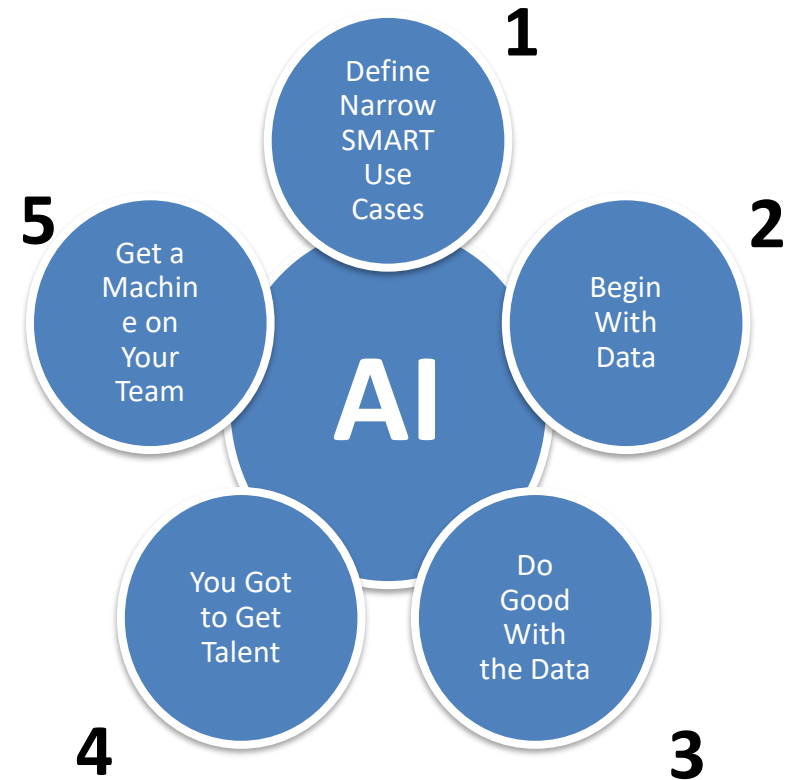 1
Define
Narrow
SMART
Use
Cases
2
Begin
With
Data
3
Do
Good
With
the Data
4
You Got
to Get
Talent
5
Get a
Machin
e on
Your
Team
AI